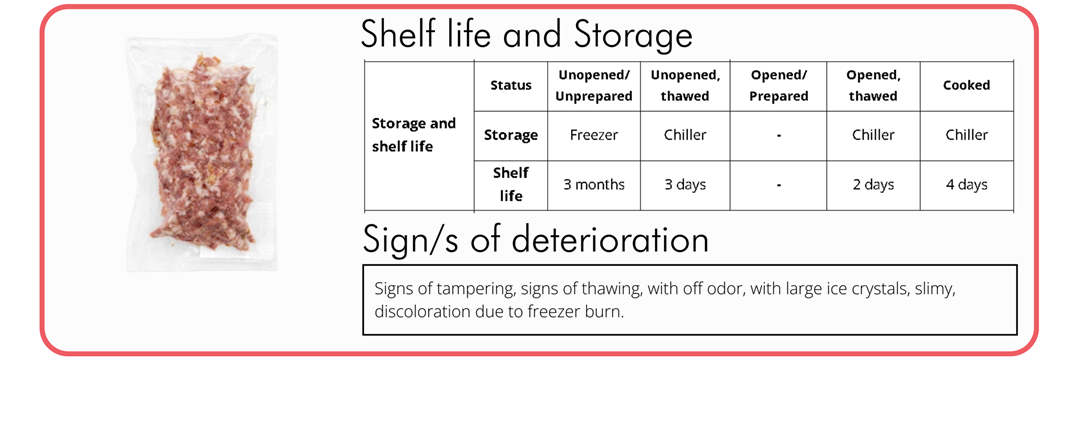 Shelf life and Storage
Storage and
shelf life
Status
Unopened/
Unprepared
Unopened,
thawed
Opened/
Prepared
Opened,
thawed
Cooked
Storage
Freezer
Chiller
-
Chiller
Chiller
Shelf
life
3 months
3 days
-
2 days
4 days
Sign/s of deterioration
Signs of tampering, signs of thawing, with off odor, with large ice crystals, slimy,
discoloration due to freezer burn.